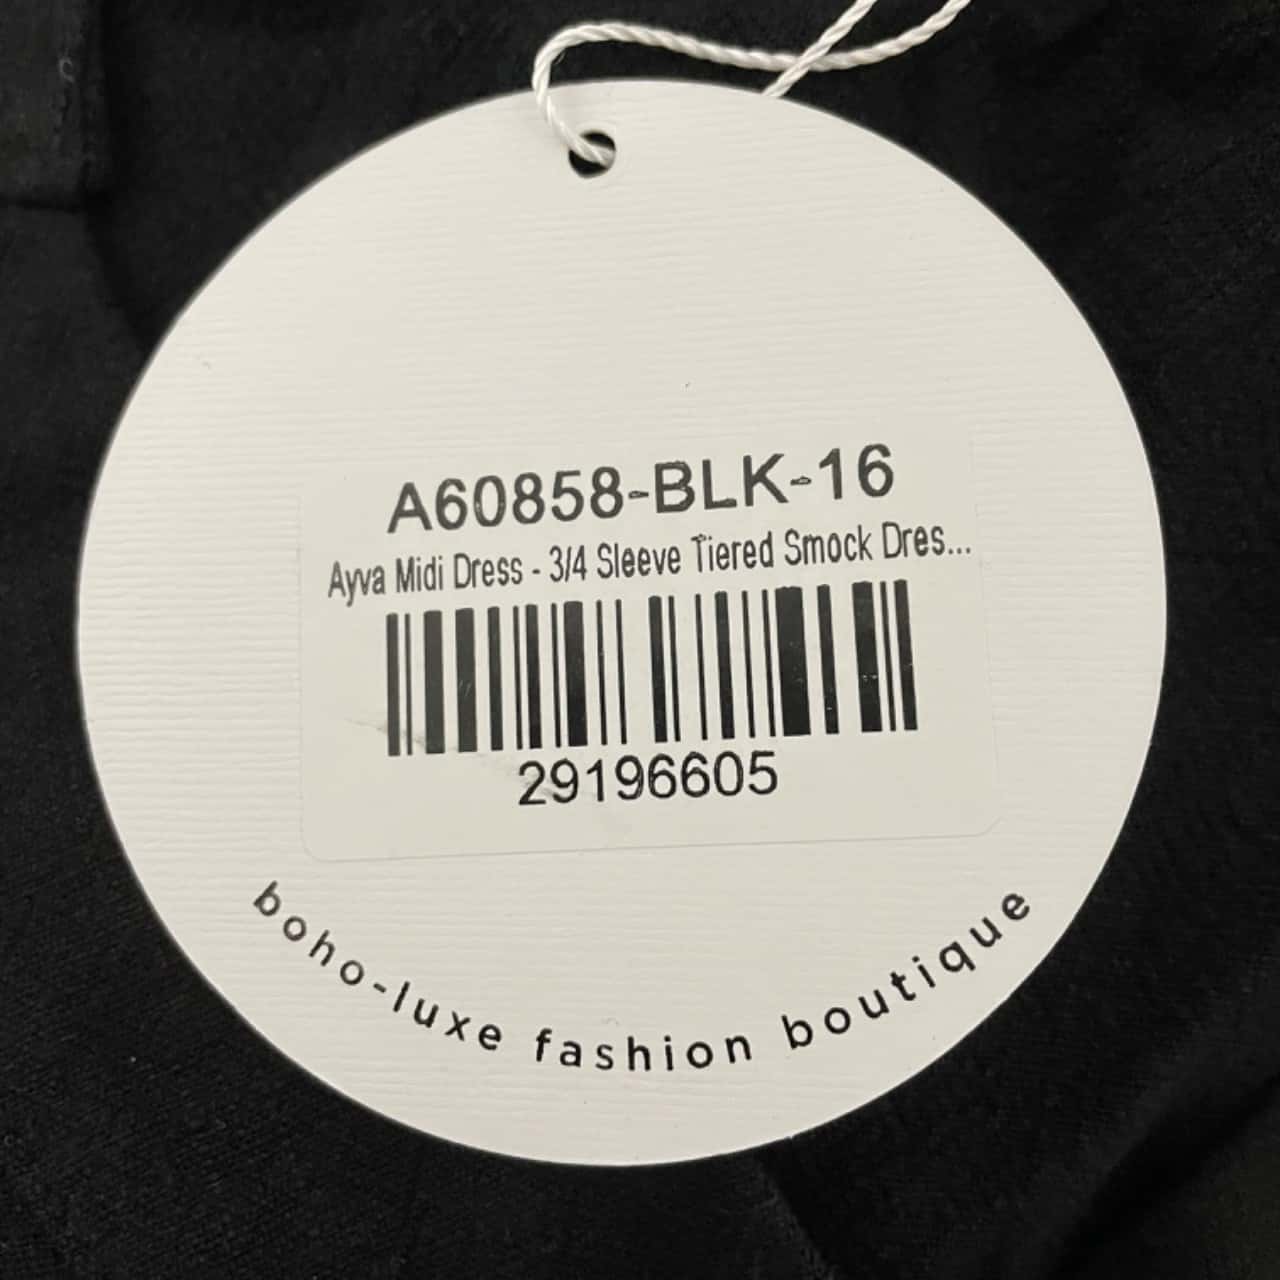 A60858-BLK-16
Ayva Midi Dress - 3/4 Sleeve Tiered Smock Dres...
29196605
boho-luxe fashion boutique